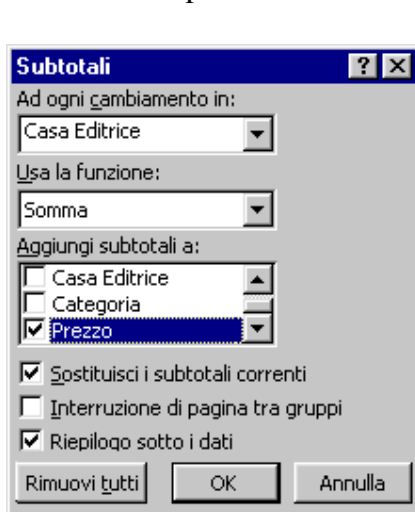 Subtotali
Ad ogni cambiamento in:
Casa Editrice
Usa la funzione:
Somma
Aggiungi subtotali a:
Casa Editrice
Categoria
Prezzo
Sostituisci i subtotali correnti
Interruzione di pagina tra gruppi
Riepilogo sotto i dati
Rimuovi tutti OK Annulla